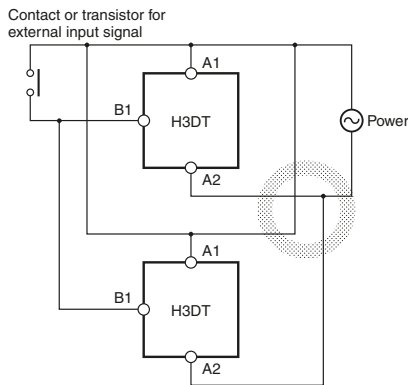 Contact or transistor for
external input signal
A1
B1
H3DT
Power
A2
A1
B1
H3DT
A2